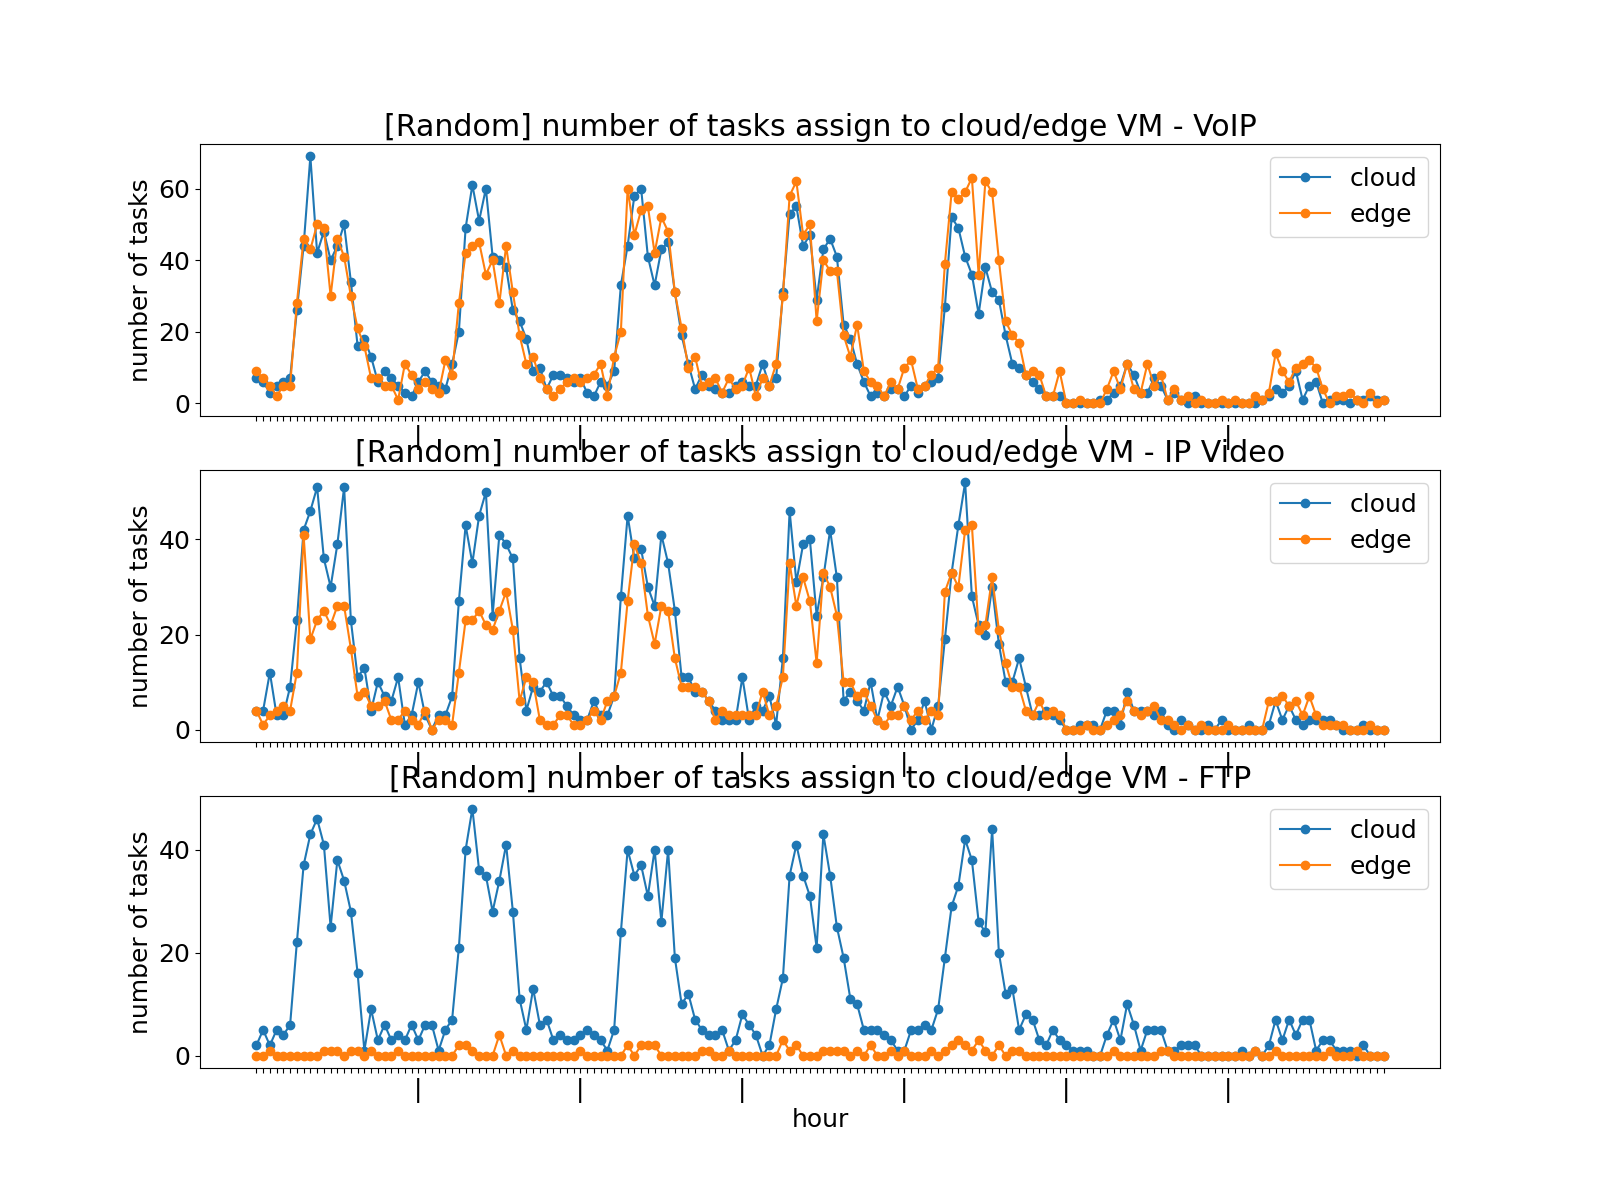 [Random] number of tasks assign to cloud/edge VM - VoIP
number of tasks
60
40
20
0
cloud
edge
[Random] number of tasks assign to cloud/edge VM - IP Video
number of tasks
40
20
0
cloud
edge
[Random] number of tasks assign to cloud/edge VM - FTP
number of tasks
40
20
0
cloud
edge
hour